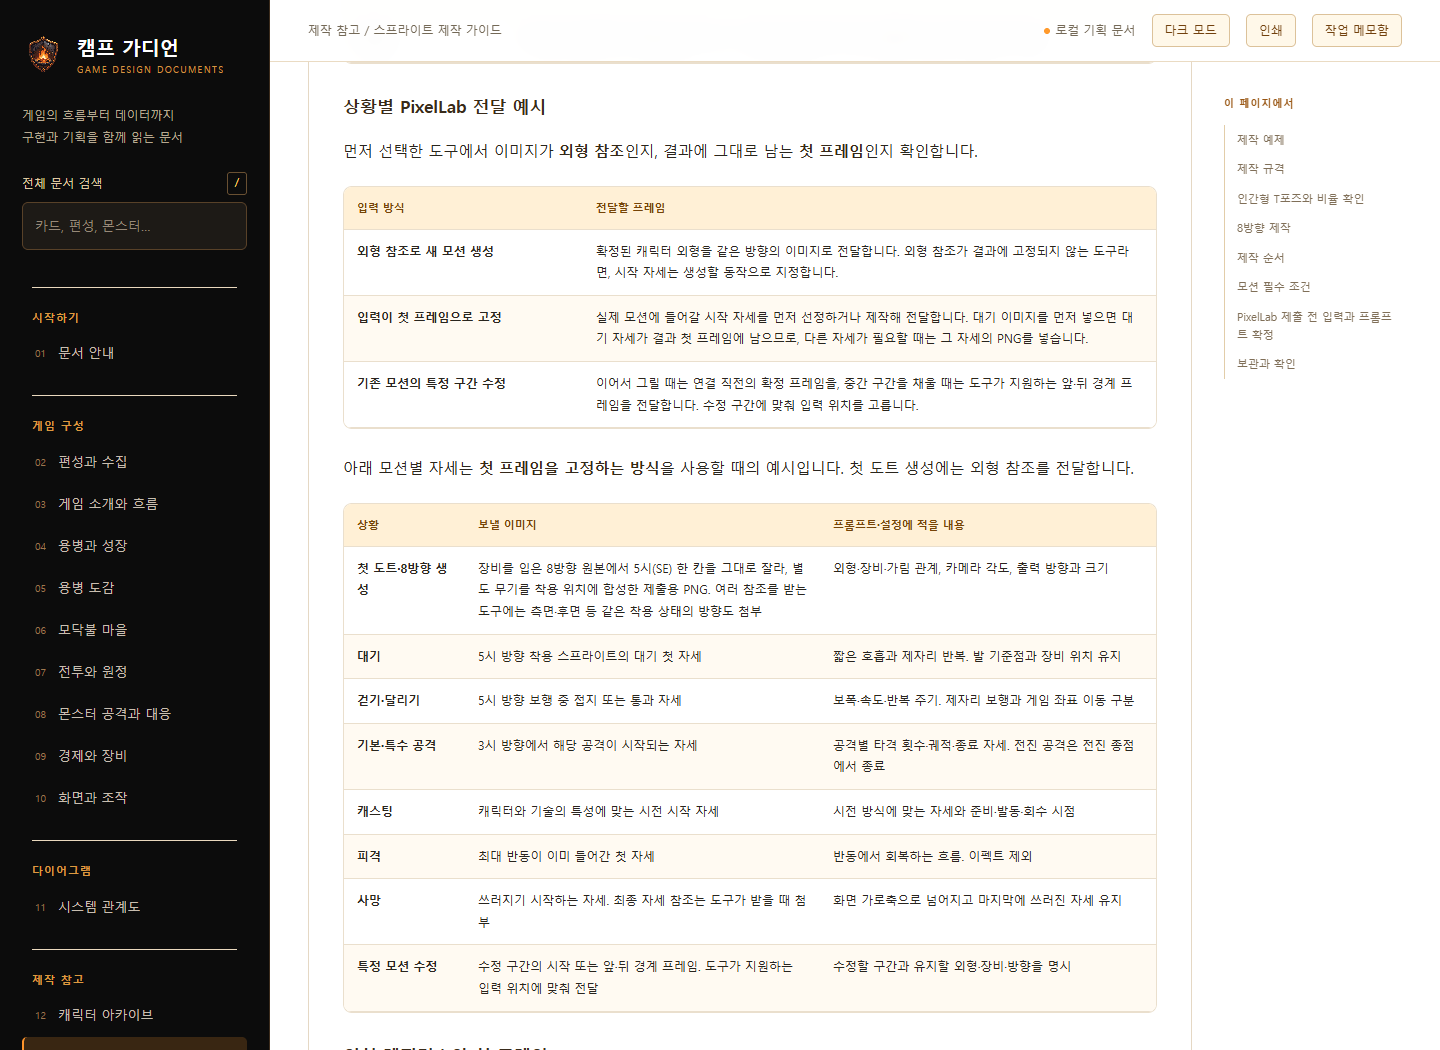 캠프 가디언
GAME DESIGN DOCUMENTS
게임의 흐름부터 데이터까지
구현과 기획을 함께 읽는 문서
전체 문서 검색
/
카드, 편성, 몬스터...
시작하기
01 문서 안내
게임 구성
02 편성과 수집
03 게임 소개와 흐름
04 용병과 성장
05 용병 도감
06 모닥불 마을
07 전투와 원정
08 몬스터 공격과 대응
09 경제와 장비
10 화면과 조작
다이어그램
11 시스템 관계도
제작 참고
12 캐릭터 아카이브
제작 참고 / 스프라이트 제작 가이드
로컬 기획 문서
다크 모드
인쇄
작업 메모함
상황별 PixelLab 전달 예시
먼저 선택한 도구에서 이미지가 외형 참조인지, 결과에 그대로 남는 첫 프레임인지 확인합니다.
입력 방식 전달할 프레임
외형 참조로 새 모션 생성 확정된 캐릭터 외형을 같은 방향의 이미지로 전달합니다. 외형 참조가 결과에 고정되지 않는 도구라
면, 시작 자세는 생성할 동작으로 지정합니다.
입력이 첫 프레임으로 고정 실제 모션에 들어갈 시작 자세를 먼저 선정하거나 제작해 전달합니다. 대기 이미지를 먼저 넣으면 대
기 자세가 결과 첫 프레임에 남으므로, 다른 자세가 필요할 때는 그 자세의 PNG를 넣습니다.
기존 모션의 특정 구간 수정 이어서 그릴 때는 연결 직전의 확정 프레임을, 중간 구간을 채울 때는 도구가 지원하는 앞·뒤 경계 프
레임을 전달합니다. 수정 구간에 맞춰 입력 위치를 고릅니다.
아래 모션별 자세는 첫 프레임을 고정하는 방식을 사용할 때의 예시입니다. 첫 도트 생성에는 외형 참조를 전달합니다.
상황 보낼 이미지 프롬프트·설정에 적을 내용
첫 도트·8방향 생
성
장비를 입은 8방향 원본에서 5시(SE) 한 칸을 그대로 잘라, 별
도 무기를 착용 위치에 합성한 제출용 PNG. 여러 참조를 받는
도구에는 측면·후면 등 같은 착용 상태의 방향도 첨부
외형·장비·가림 관계, 카메라 각도, 출력 방향과 크기
대기 5시 방향 착용 스프라이트의 대기 첫 자세 짧은 호흡과 제자리 반복. 발 기준점과 장비 위치 유지
걷기·달리기 5시 방향 보행 중 접지 또는 통과 자세 보폭·속도·반복 주기. 제자리 보행과 게임 좌표 이동 구분
기본·특수 공격 3시 방향에서 해당 공격이 시작되는 자세 공격별 타격 횟수·궤적·종료 자세. 전진 공격은 전진 종점
에서 종료
캐스팅 캐릭터와 기술의 특성에 맞는 시전 시작 자세 시전 방식에 맞는 자세와 준비·발동·회수 시점
피격 최대 반동이 이미 들어간 첫 자세 반동에서 회복하는 흐름. 이펙트 제외
사망 쓰러지기 시작하는 자세. 최종 자세 참조는 도구가 받을 때 첨
부
화면 가로축으로 넘어지고 마지막에 쓰러진 자세 유지
특정 모션 수정 수정 구간의 시작 또는 앞·뒤 경계 프레임. 도구가 지원하는
입력 위치에 맞춰 전달
수정할 구간과 유지할 외형·장비·방향을 명시
이 페이지에서
제작 예제
제작 규격
인간형 T포즈와 비율 확인
8방향 제작
제작 순서
모션 필수 조건
PixelLab 제출 전 입력과 프롬프
트 확정
보관과 확인